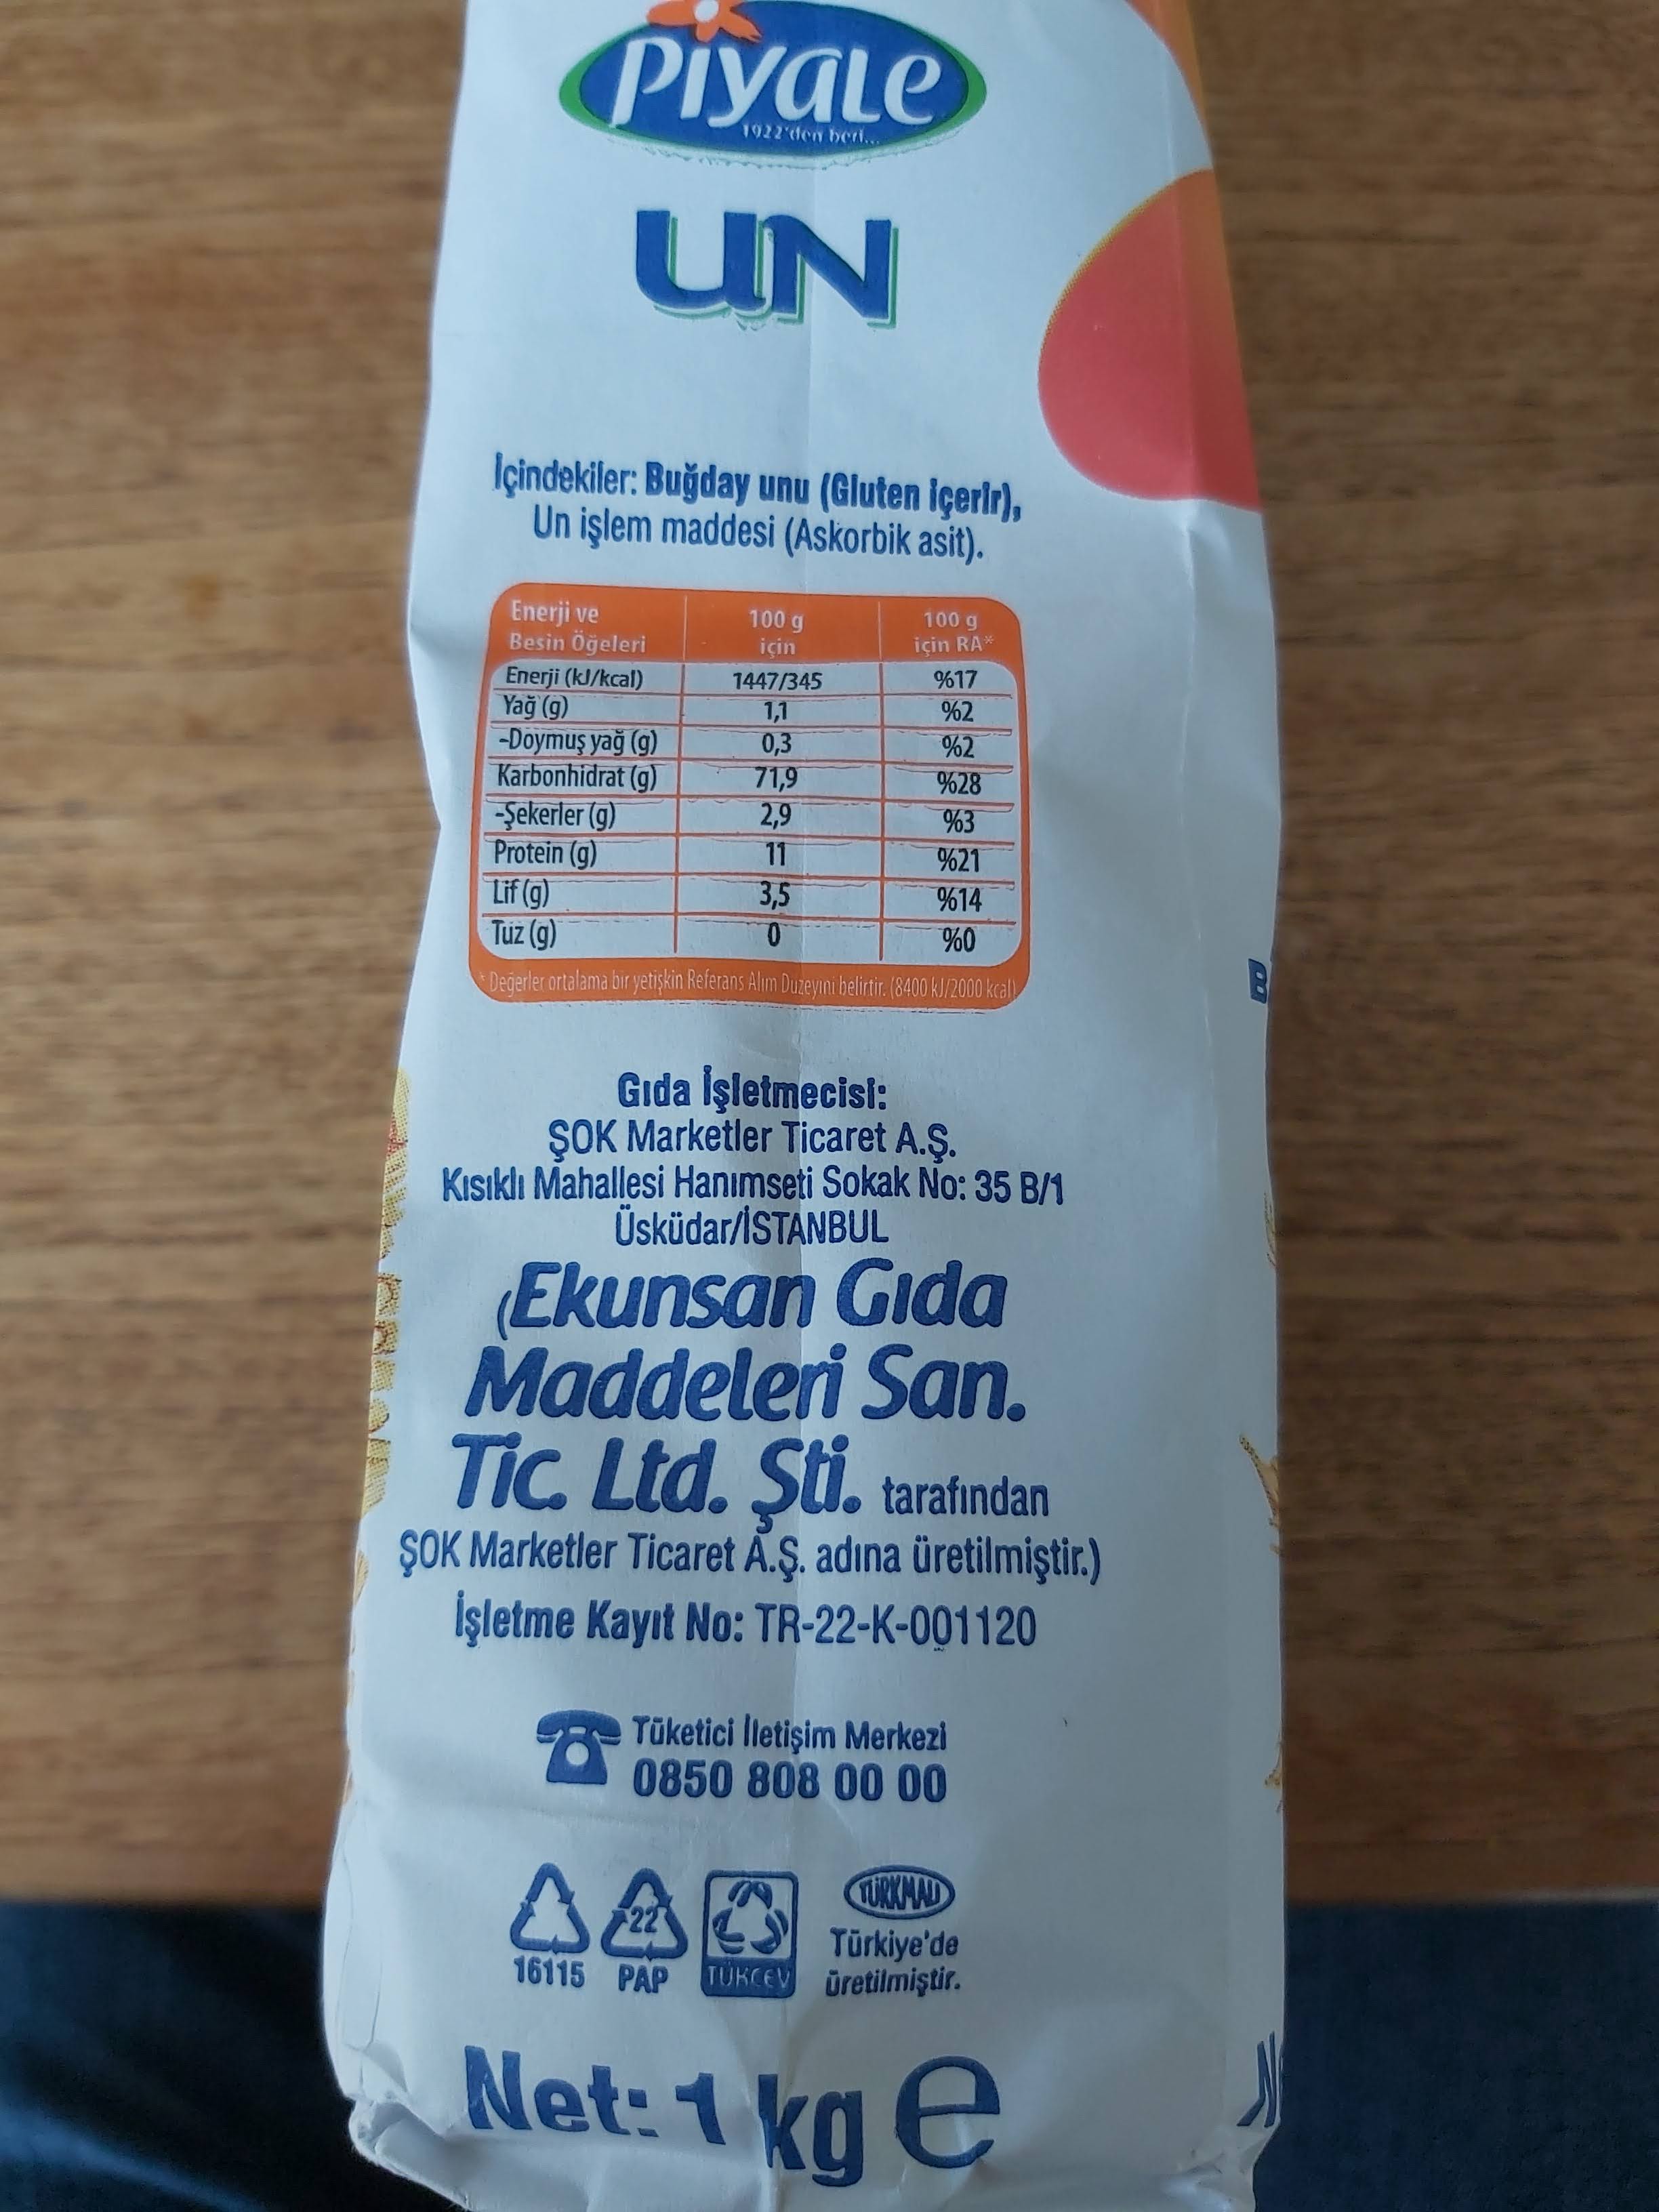 Piyale
1922'den beri...
UN
İçindekiler: Buğday unu (Gluten içerir),
Un işlem maddesi (Askorbik asit).
Enerji ve Besin Öğeleri 100 g için 100 g için RA*
Enerji (kJ/kcal) 1447/345 %17
Yağ (g) 1,1 %2
-Doymuş yağ (g) 0,3 %2
Karbonhidrat (g) 71,9 %28
-Şekerler (g) 2,9 %3
Protein (g) 11 %21
Lif (g) 3,5 %14
Tuz (g) 0 %0
* Değerler ortalama bir yetişkin Referans Alım Düzeyini belirtir. (8400 kJ/2000 kcal)
Gıda İşletmecisi:
ŞOK Marketler Ticaret A.Ş.
Kısıklı Mahallesi Hanımseti Sokak No: 35 B/1
Üsküdar/İSTANBUL
(Ekunsan Gıda
Maddeleri San.
Tic. Ltd. Şti. tarafından
ŞOK Marketler Ticaret A.Ş. adına üretilmiştir.)
İşletme Kayıt No: TR-22-K-001120
Tüketici İletişim Merkezi
0850 808 00 00
22
16115 PAP TÜKÇEV
TÜRK MALI
Türkiye'de
üretilmiştir.
Net: 1 kg e